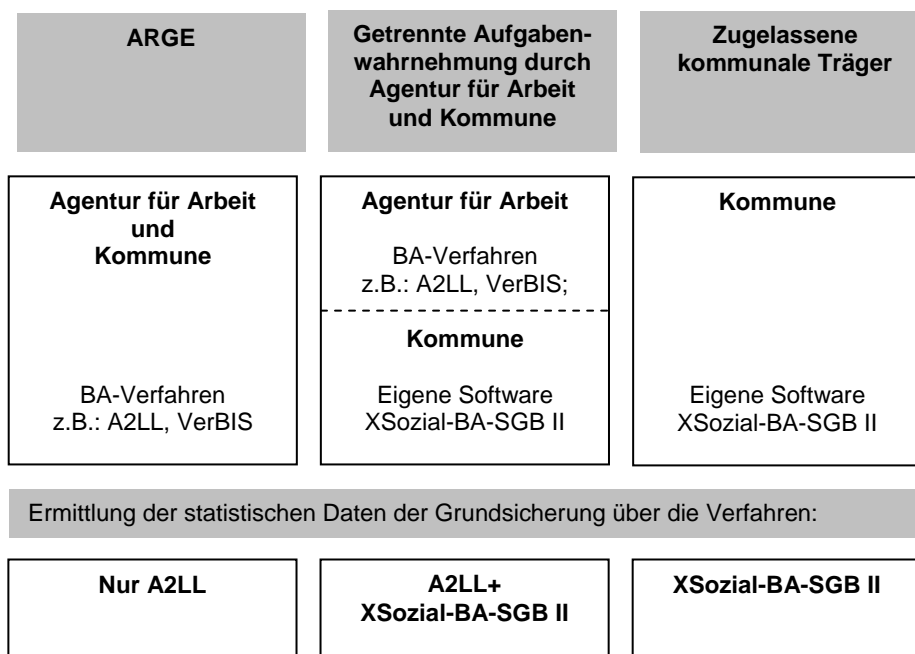 ARGE
Getrennte Aufgaben-
wahrnehmung durch
Agentur für Arbeit
und Kommune
Zugelassene
kommunale Träger
Agentur für Arbeit
und
Kommune
BA-Verfahren
z.B.: A2LL, VerBIS
Agentur für Arbeit
BA-Verfahren
z.B.: A2LL, VerBIS;
Kommune
Eigene Software
XSozial-BA-SGB II
Kommune
Eigene Software
XSozial-BA-SGB II
Ermittlung der statistischen Daten der Grundsicherung über die Verfahren:
Nur A2LL
A2LL+
XSozial-BA-SGB II
XSozial-BA-SGB II